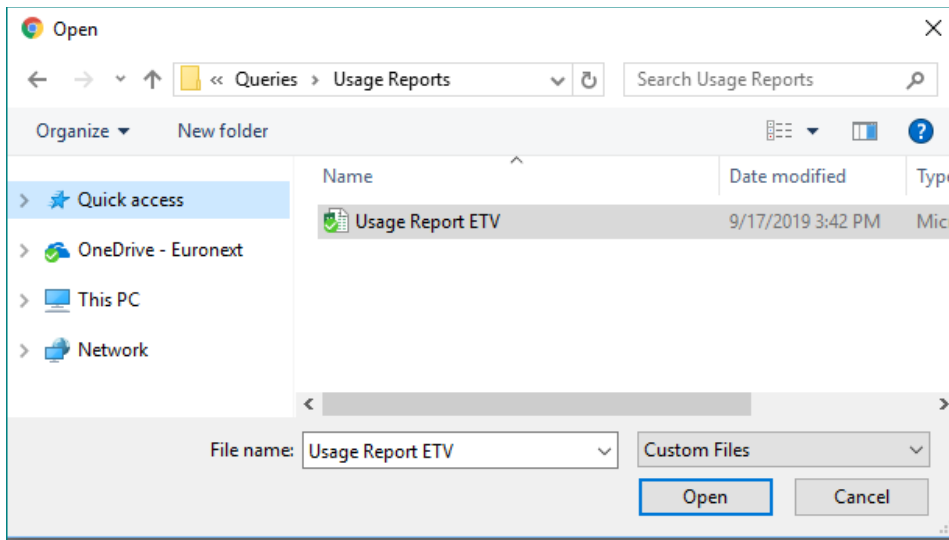 Open
« Queries > Usage Reports
Search Usage Reports
Organize
New folder
Name
Date modified
Type
Quick access
OneDrive - Euronext
This PC
Network
Usage Report ETV
9/17/2019 3:42 PM
Mic
File name:
Usage Report ETV
Custom Files
Open
Cancel